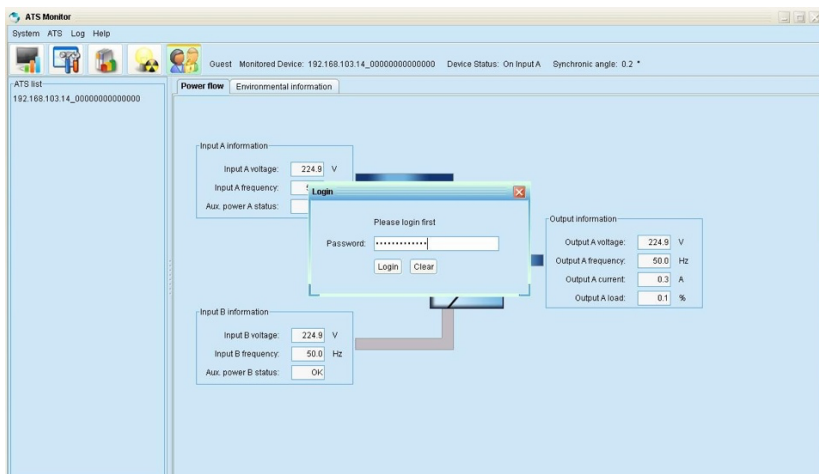 ATS Monitor
System ATS Log Help
Guest Monitored Device: 192.168.103.14_00000000000000 Device Status: On Input A Synchronic angle: 0.2 °
ATS list
192.168.103.14_00000000000000
Power flow Environmental information
Input A information
Input A voltage: 224.9 V
Input A frequency:
Aux. power A status:
Login
Please login first
Password: •••••••••••••
Login Clear
Output information
Output A voltage: 224.9 V
Output A frequency: 50.0 Hz
Output A current: 0.3 A
Output A load: 0.1 %
Input B information
Input B voltage: 224.9 V
Input B frequency: 50.0 Hz
Aux. power B status: OK